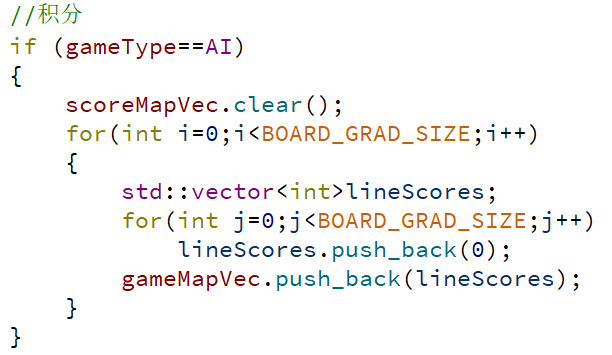 //积分
if (gameType==AI)
{
    scoreMapVec.clear();
    for(int i=0;i<BOARD_GRAD_SIZE;i++)
    {
        std::vector<int>lineScores;
        for(int j=0;j<BOARD_GRAD_SIZE;j++)
            lineScores.push_back(0);
        gameMapVec.push_back(lineScores);
    }
}